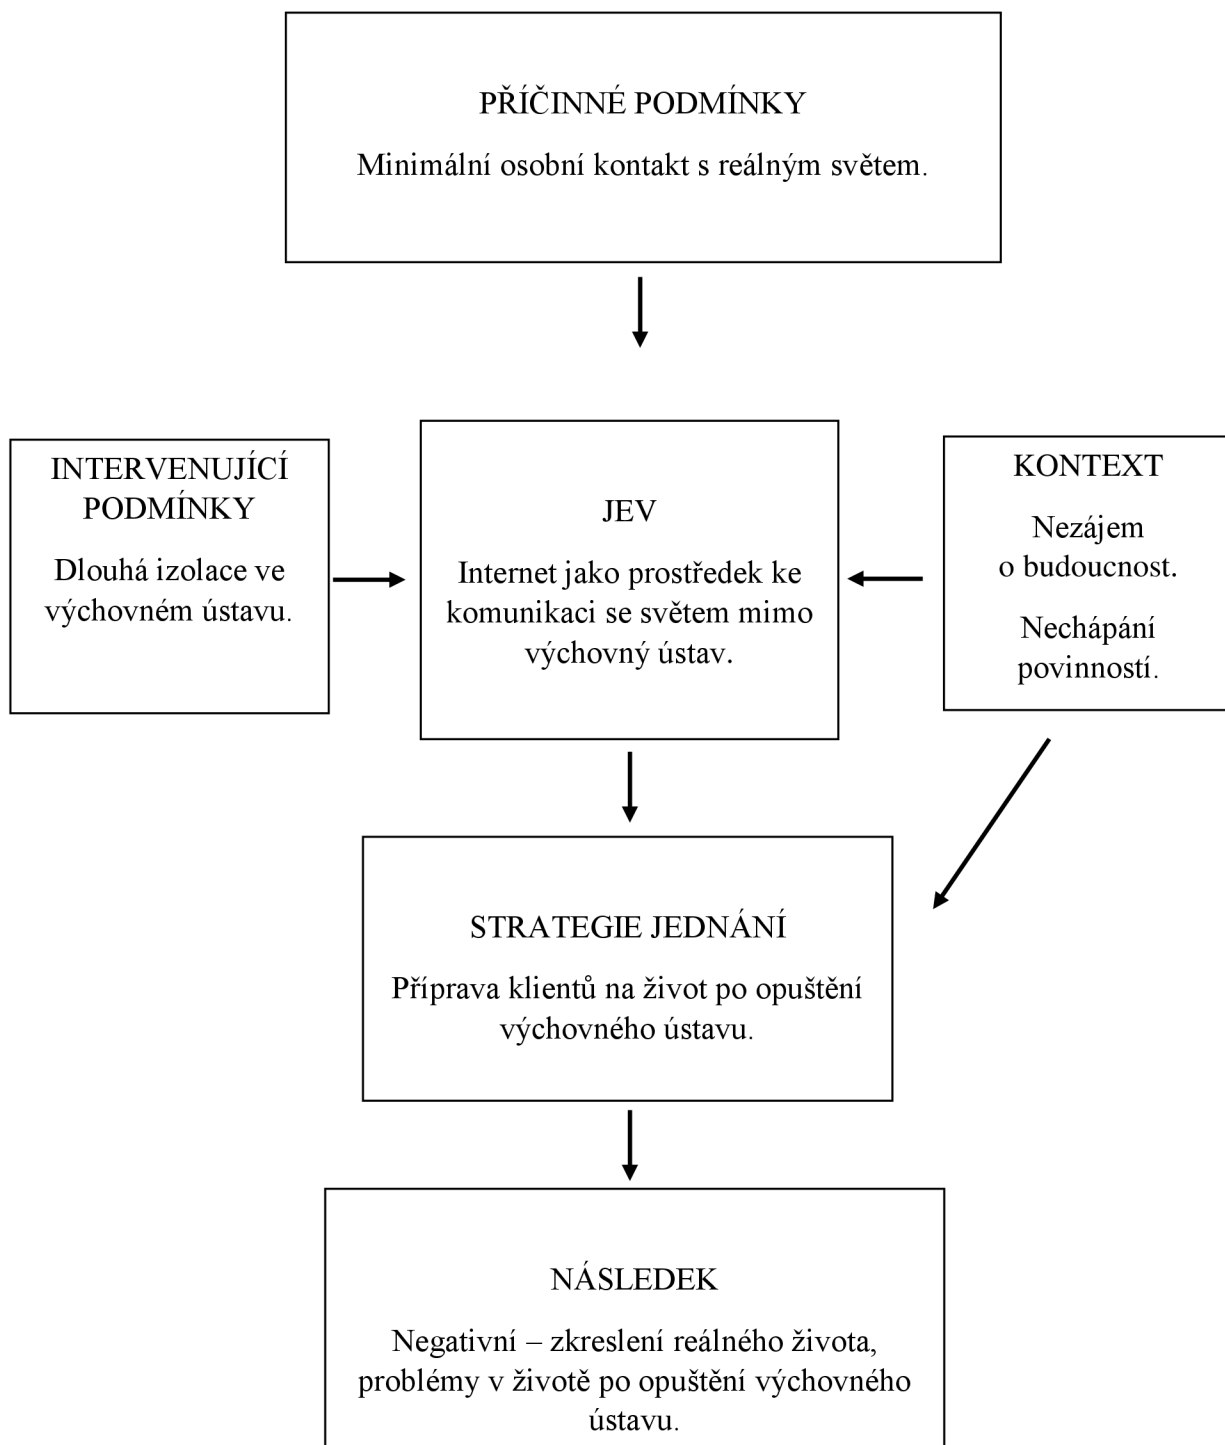 PŘÍČINNÉ PODMÍNKY
Minimální osobní kontakt s reálným světem.
INTERVENUJÍCÍ
PODMÍNKY
Dlouhá izolace ve
výchovném ústavu.
JEV
Internet jako prostředek ke
komunikaci se světem mimo
výchovný ústav.
KONTEXT
Nezájem
o budoucnost.
Nechápání
povinností.
STRATEGIE JEDNÁNÍ
Příprava klientů na život po opuštění
výchovného ústavu.
NÁSLEDEK
Negativní – zkreslení reálného života,
problémy v životě po opuštění výchovného
ústavu.